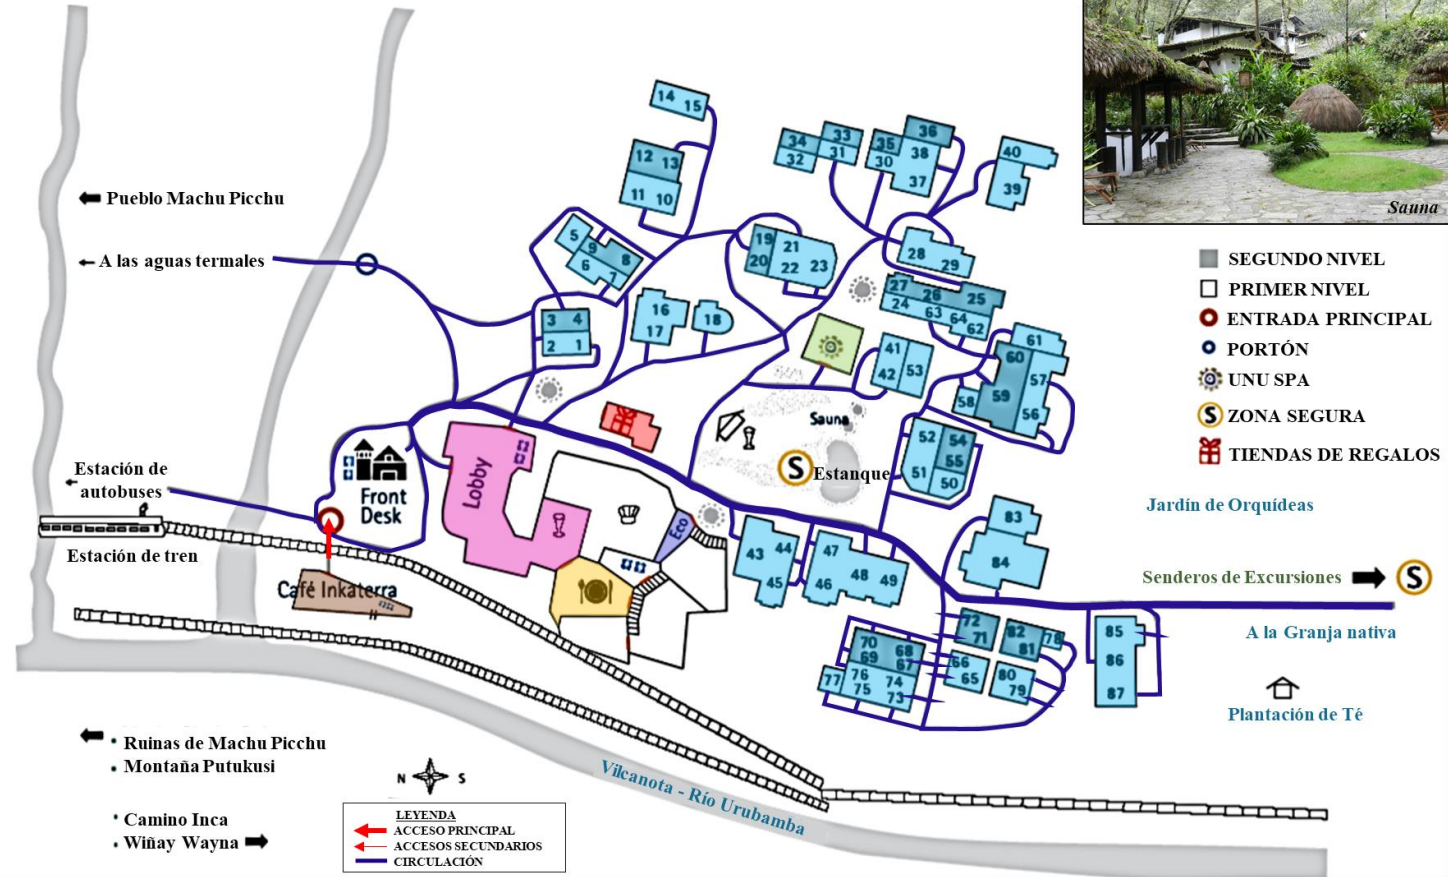 Sauna
SEGUNDO NIVEL
PRIMER NIVEL
ENTRADA PRINCIPAL
PORTÓN
UNU SPA
S ZONA SEGURA
TIENDAS DE REGALOS
Pueblo Machu Picchu
A las aguas termales
Estación de
autobuses
Estación de tren
Front
Desk
Café Inkaterra
Lobby
Eco
Sauna
S
Estanque
14 15
12 13
11 10
5
9 8
6 7
3 4
2 1
16
17
18
19 21
20 22 23
34 33
32 31
35 36
30 38
37
40
39
28
29
27 26 25
24 63 64
62
41
42 53
61
60
57
59
58 56
52 54
55
51 50
43 44
45
47
46 48 49
83
84
72
71
82 78
81
70 68
69 67
66
65
80
79
76 74
77 75 73
85
86
87
Jardín de Orquídeas
Senderos de Excursiones
S
A la Granja nativa
Plantación de Té
Ruinas de Machu Picchu
Montaña Putukusi
Camino Inca
Wiñay Wayna
N S
LEYENDA
ACCESO PRINCIPAL
ACCESOS SECUNDARIOS
CIRCULACIÓN
Vilcanota - Río Urubamba